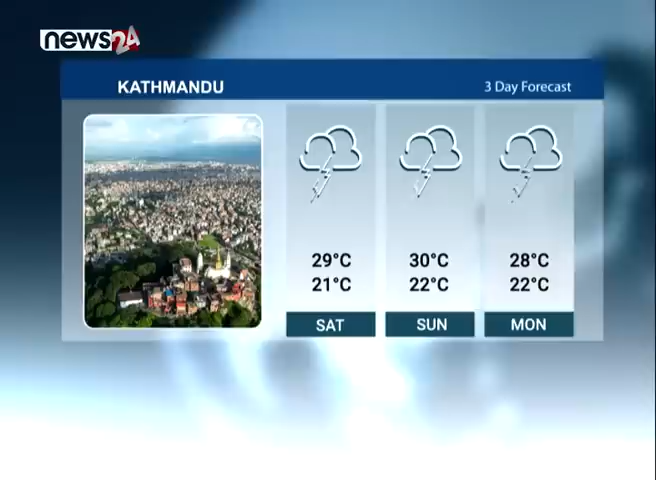 news24
KATHMANDU
3 Day Forecast
29°C
21°C
SAT
30°C
22°C
SUN
28°C
22°C
MON